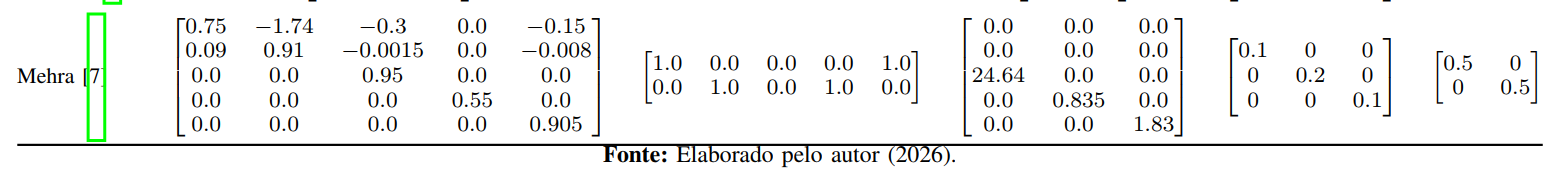 0.75 −1.74 −0.3 0.0 −0.15
0.09 0.91 −0.0015 0.0 −0.008
0.0 0.0 0.95 0.0 0.0
0.0 0.0 0.0 0.55 0.0
0.0 0.0 0.0 0.0 0.905
Mehra [7]
1.0 0.0 0.0 0.0 1.0
0.0 1.0 0.0 1.0 0.0
0.0 0.0 0.0
0.0 0.0 0.0
24.64 0.0 0.0
0.0 0.835 0.0
0.0 0.0 1.83
0.1 0 0
0 0.2 0
0 0 0.1
0.5 0
0 0.5
Fonte: Elaborado pelo autor (2026).